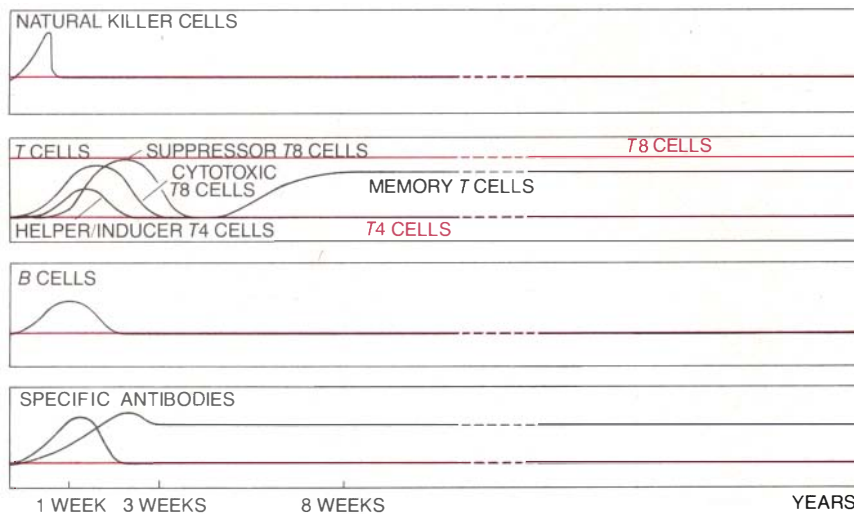 NATURAL KILLER CELLS
T CELLS
SUPPRESSOR T8 CELLS
T8 CELLS
CYTOTOXIC
T8 CELLS
MEMORY T CELLS
HELPER/INDUCER T4 CELLS
T4 CELLS
B CELLS
SPECIFIC ANTIBODIES
1 WEEK
3 WEEKS
8 WEEKS
YEARS